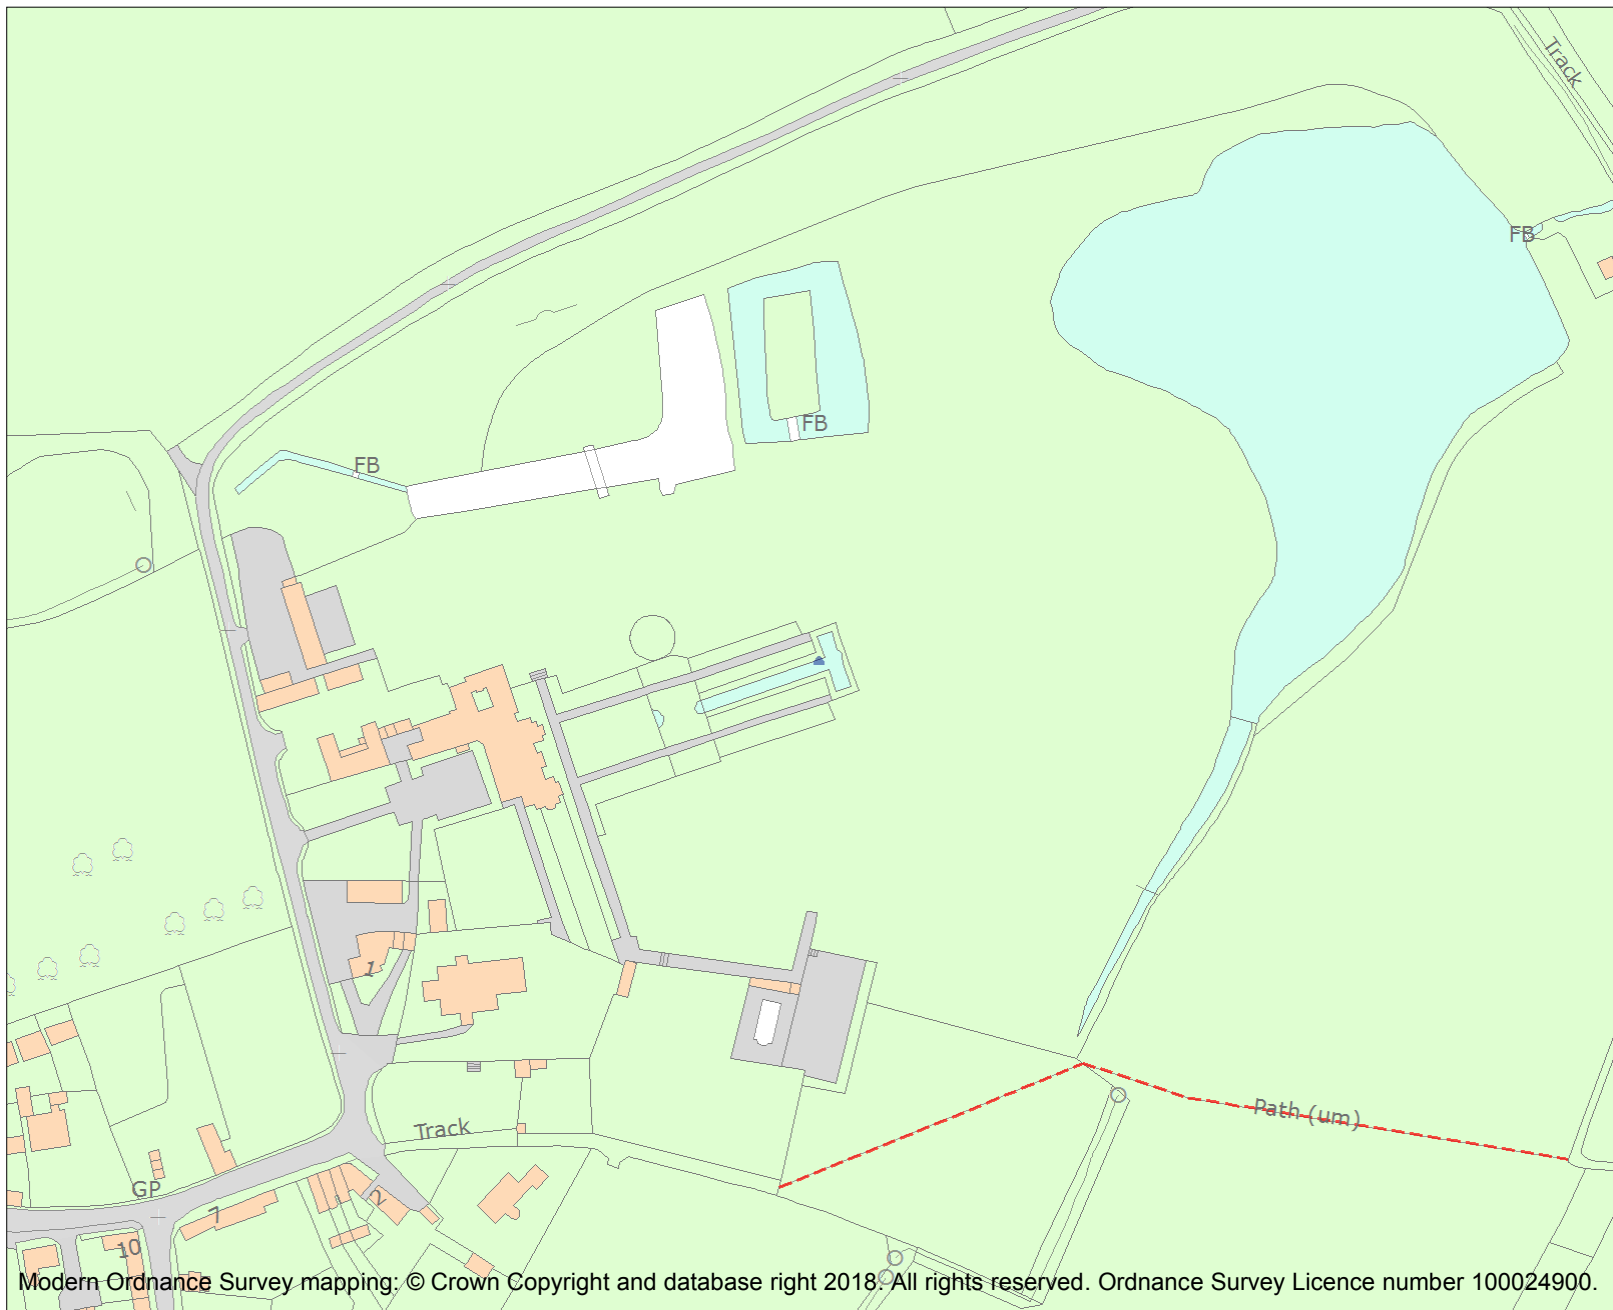 Track
FB
FB
FB
1
Track
Path (um)
GP
2
7
10
Modern Ordnance Survey mapping: © Crown Copyright and database right 2018. All rights reserved. Ordnance Survey Licence number 100024900.